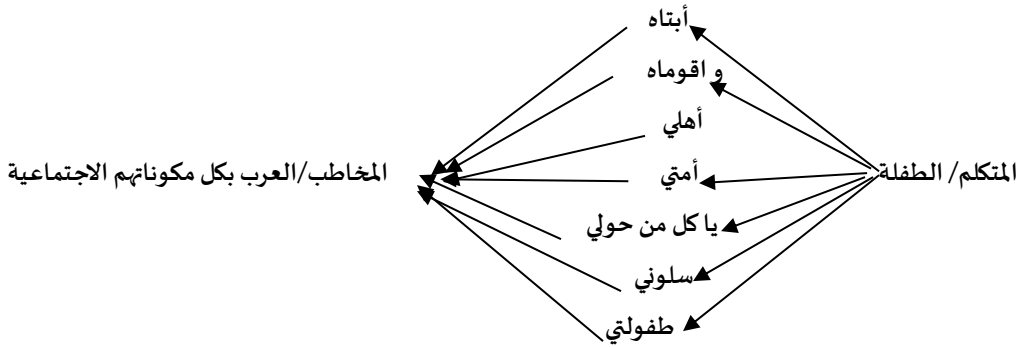 أبتاه
و اقوماه
أهلي
المتكلم/ الطفلة
أمتي
المخاطب/العرب بكل مكوناتهم الاجتماعية
يا كل من حولي
سلوني
طفولتي